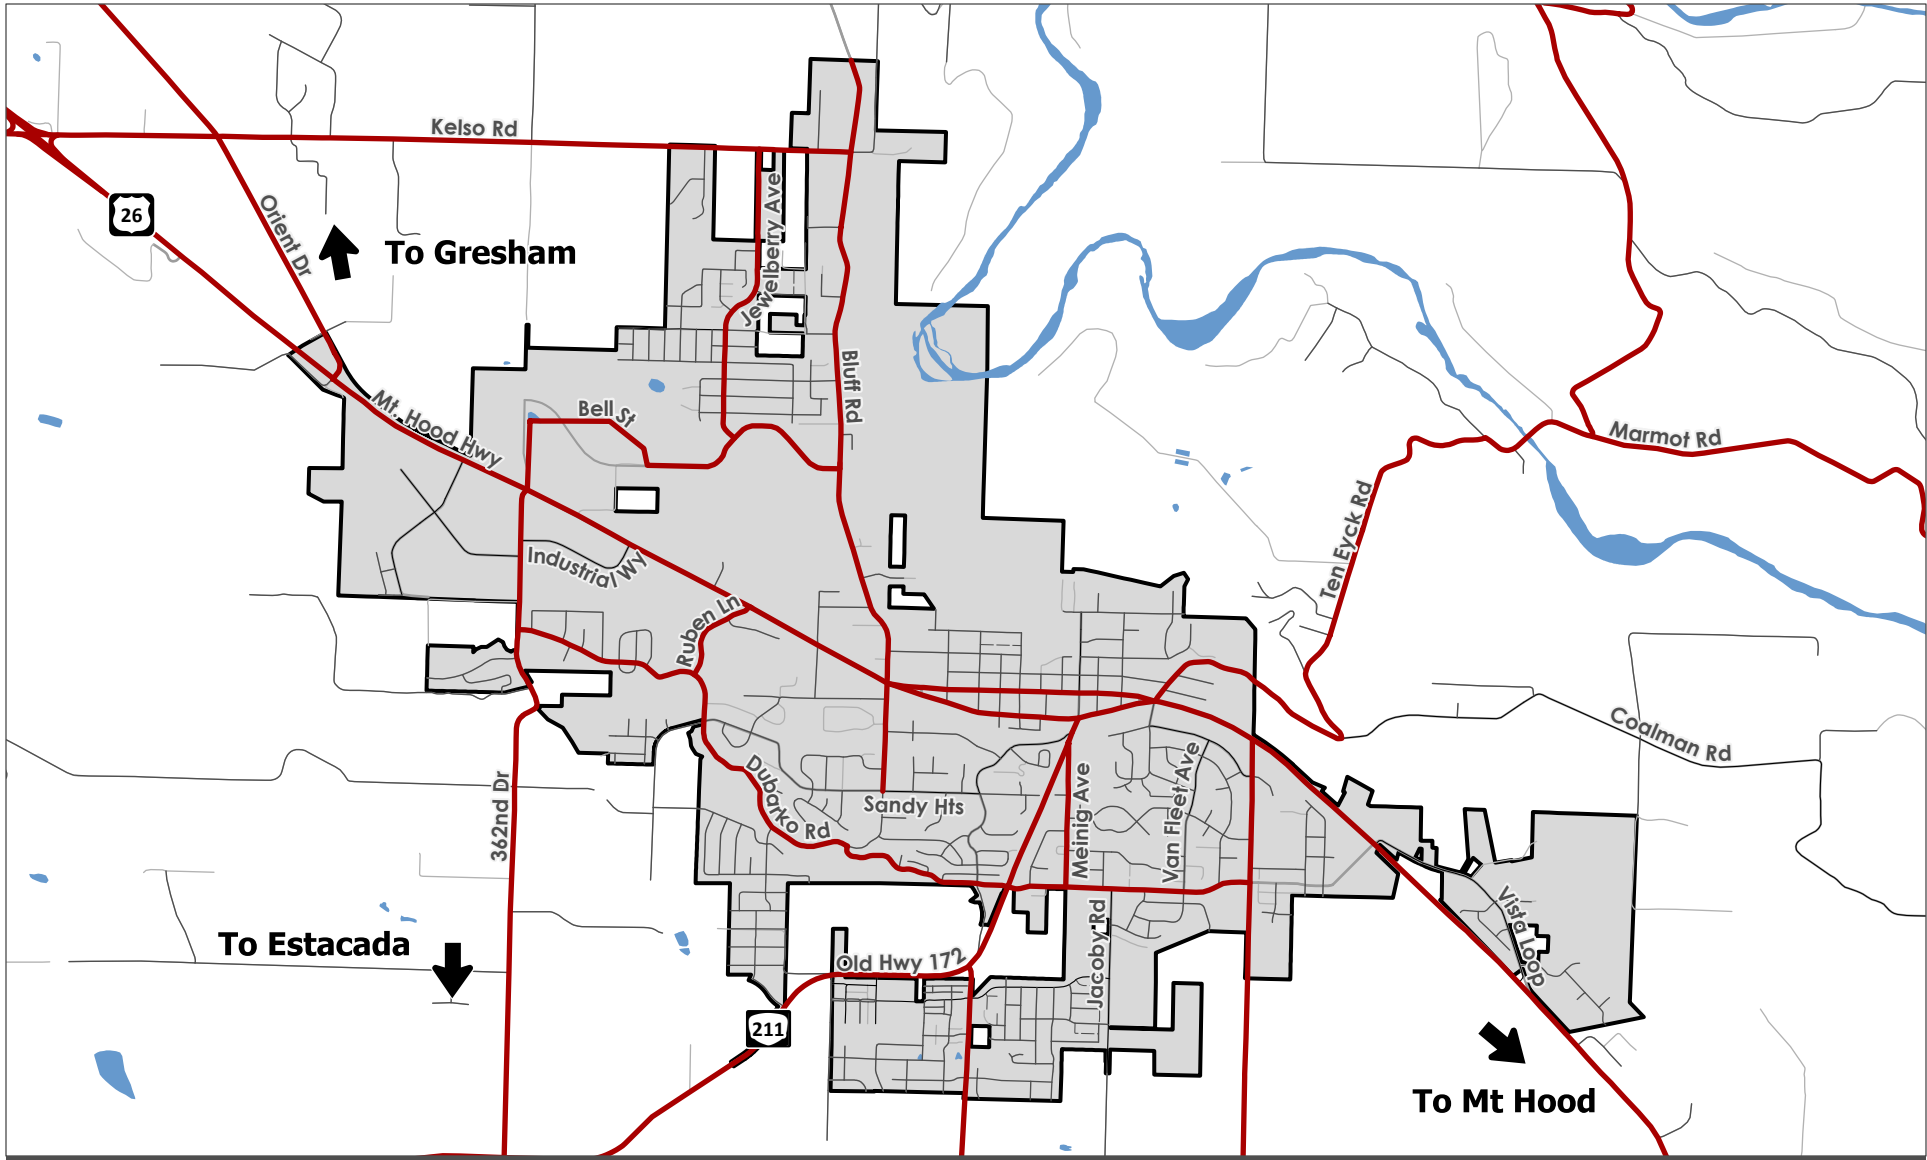 Kelso Rd
26
Orient Dr
To Gresham
Jewelberry Ave
Bluff Rd
Mt. Hood Hwy
Bell St
Marmot Rd
Ten Eyck Rd
Industrial Wy
Ruben Ln
Coalman Rd
362nd Dr
Dubarko Rd
Sandy Hts
Meinig Ave
Van Fleet Ave
Vista Loop
To Estacada
Old Hwy 172
Jacoby Rd
211
To Mt Hood